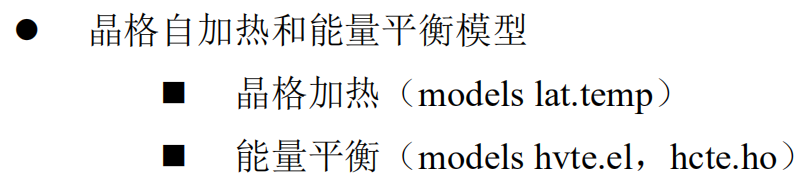 ● 晶格自加热和能量平衡模型
■ 晶格加热（models lat.temp）
■ 能量平衡（models hvte.el，hcte.ho）